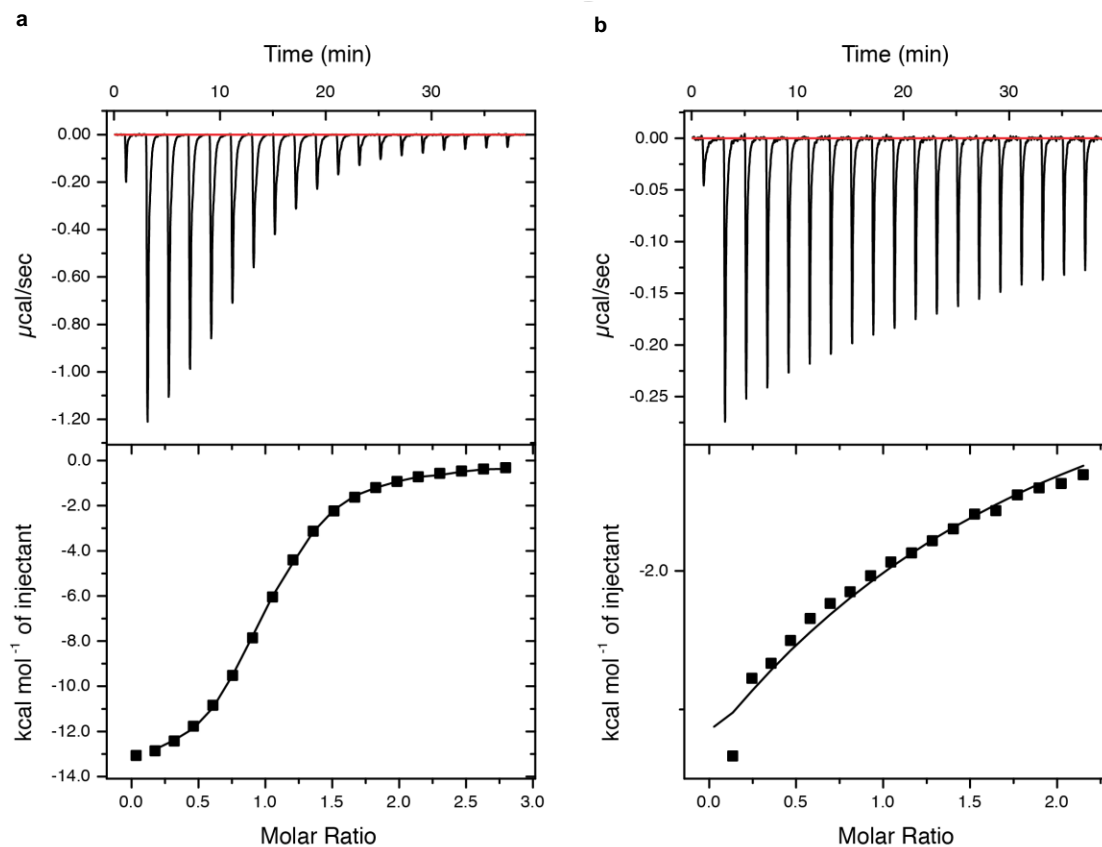 a
Time (min)
0 10 20 30
0.00
-0.20
-0.40
-0.60
-0.80
-1.00
-1.20
µcal/sec
0.0
-2.0
-4.0
-6.0
-8.0
-10.0
-12.0
-14.0
kcal mol⁻¹ of injectant
0.0 0.5 1.0 1.5 2.0 2.5 3.0
Molar Ratio
b
Time (min)
0 10 20 30
0.00
-0.05
-0.10
-0.15
-0.20
-0.25
µcal/sec
-2.0
kcal mol⁻¹ of injectant
0.0 0.5 1.0 1.5 2.0
Molar Ratio